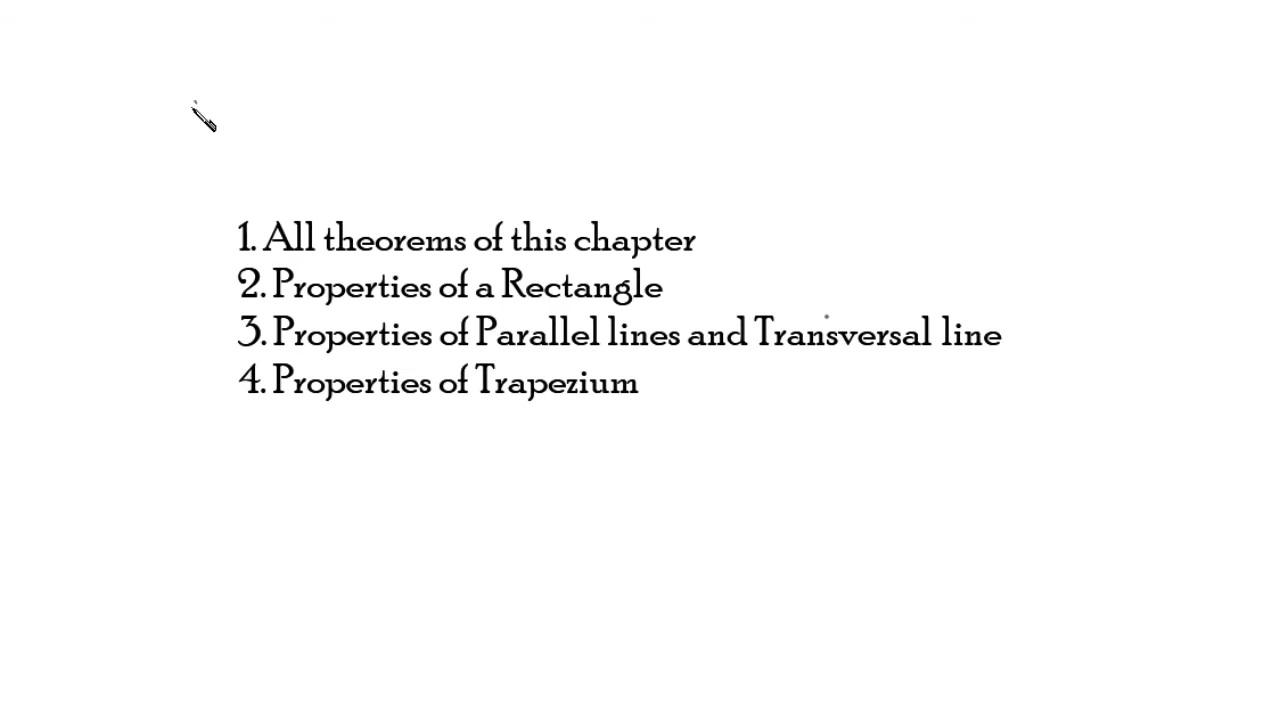 1. All theorems of this chapter
2. Properties of a Rectangle
3. Properties of Parallel lines and Transversal line
4. Properties of Trapezium